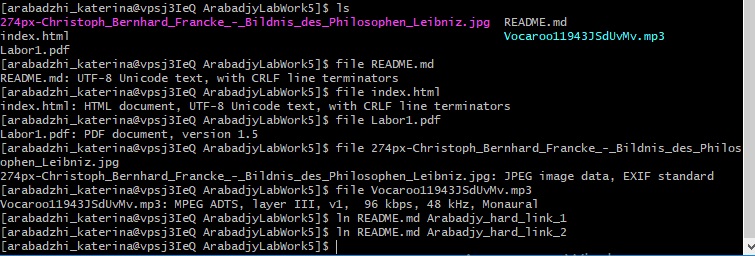 [arabadzhi_katerina@vpsj3IeQ ArabadjyLabWork5]$ ls
274px-Christoph_Bernhard_Francke_-_Bildnis_des_Philosophen_Leibniz.jpg  README.md
index.html                                                              Vocaroo11943JSdUvMv.mp3
Labor1.pdf
[arabadzhi_katerina@vpsj3IeQ ArabadjyLabWork5]$ file README.md
README.md: UTF-8 Unicode text, with CRLF line terminators
[arabadzhi_katerina@vpsj3IeQ ArabadjyLabWork5]$ file index.html
index.html: HTML document, UTF-8 Unicode text, with CRLF line terminators
[arabadzhi_katerina@vpsj3IeQ ArabadjyLabWork5]$ file Labor1.pdf
Labor1.pdf: PDF document, version 1.5
[arabadzhi_katerina@vpsj3IeQ ArabadjyLabWork5]$ file 274px-Christoph_Bernhard_Francke_-_Bildnis_des_Philos
ophen_Leibniz.jpg
274px-Christoph_Bernhard_Francke_-_Bildnis_des_Philosophen_Leibniz.jpg: JPEG image data, EXIF standard
[arabadzhi_katerina@vpsj3IeQ ArabadjyLabWork5]$ file Vocaroo11943JSdUvMv.mp3
Vocaroo11943JSdUvMv.mp3: MPEG ADTS, layer III, v1,  96 kbps, 48 kHz, Monaural
[arabadzhi_katerina@vpsj3IeQ ArabadjyLabWork5]$ ln README.md Arabadjy_hard_link_1
[arabadzhi_katerina@vpsj3IeQ ArabadjyLabWork5]$ ln README.md Arabadjy_hard_link_2
[arabadzhi_katerina@vpsj3IeQ ArabadjyLabWork5]$